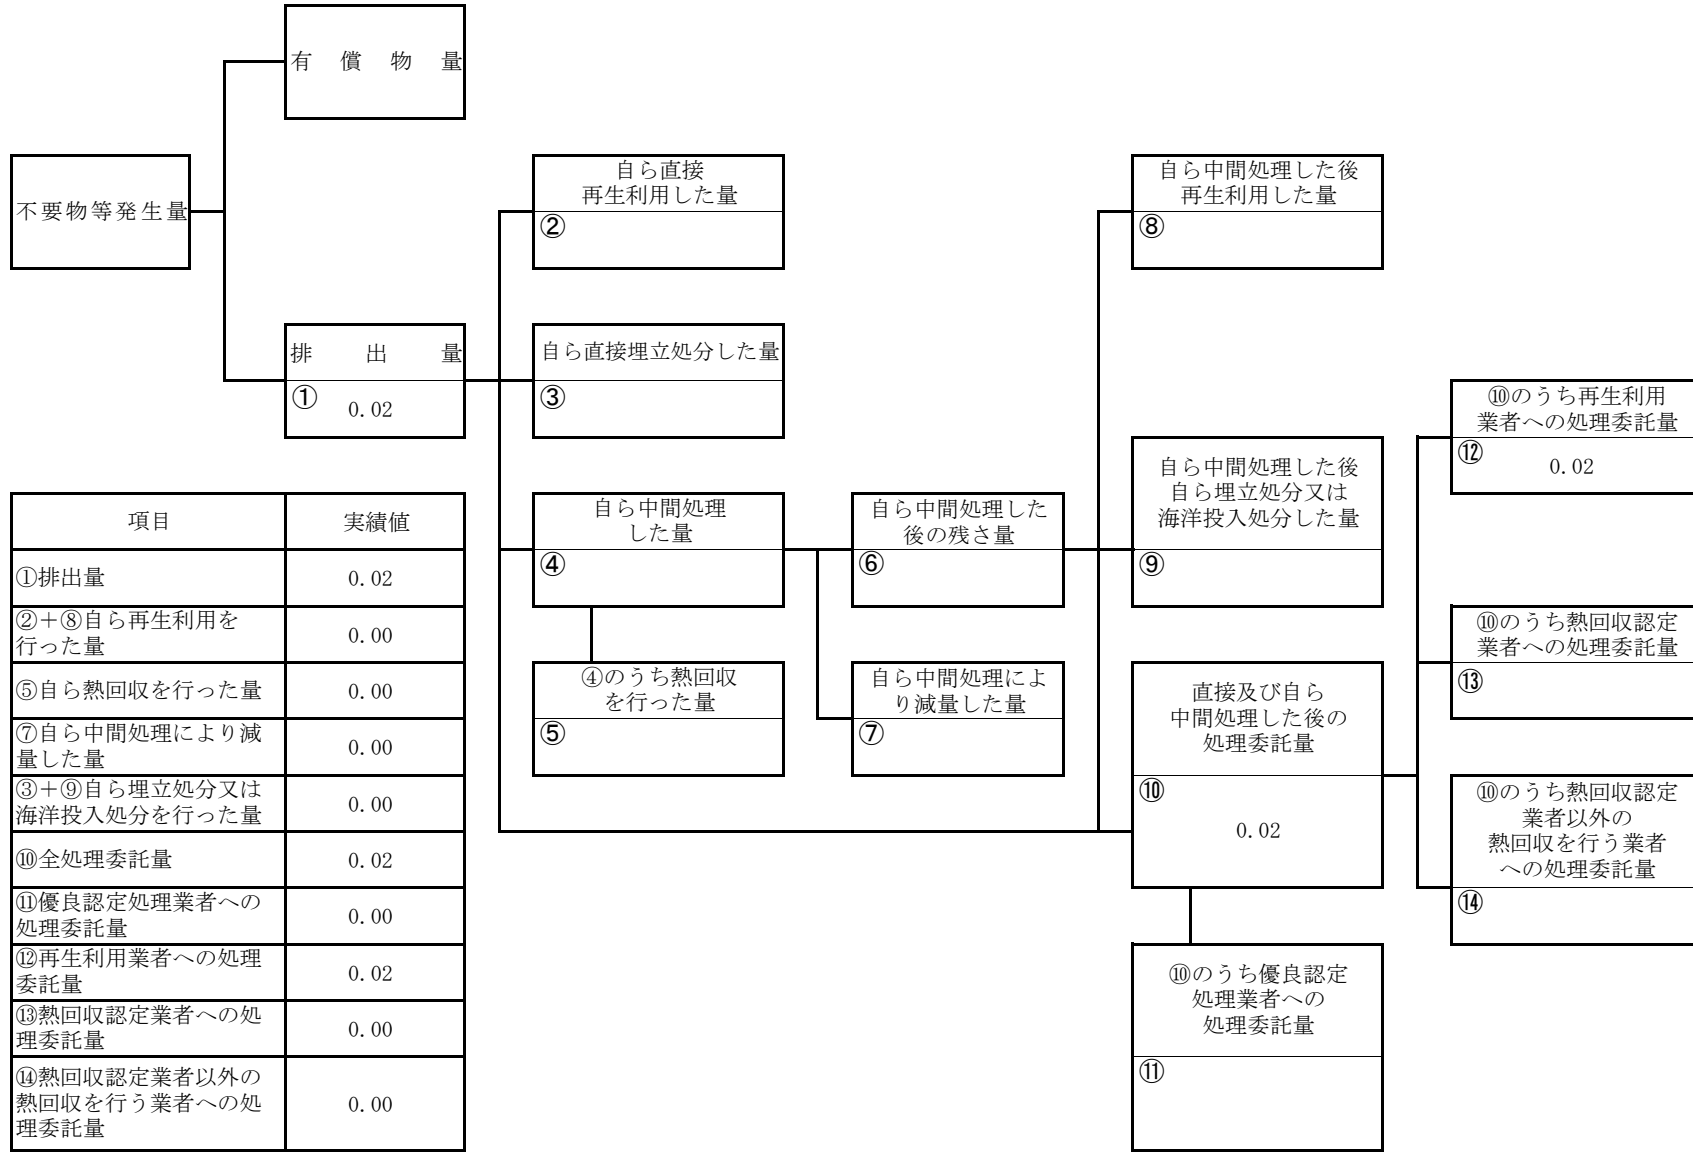 有償物量
不要物等発生量
排出量
①
0.02
自ら直接
再生利用した量
②
自ら直接埋立処分した量
③
自ら中間処理
した量
④
④のうち熱回収
を行った量
⑤
自ら中間処理した
後の残さ量
⑥
自ら中間処理によ
り減量した量
⑦
自ら中間処理した後
再生利用した量
⑧
自ら中間処理した後
自ら埋立処分又は
海洋投入処分した量
⑨
直接及び自ら
中間処理した後の
処理委託量
⑩
0.02
⑩のうち優良認定
処理業者への
処理委託量
⑪
⑩のうち再生利用
業者への処理委託量
⑫
0.02
⑩のうち熱回収認定
業者への処理委託量
⑬
⑩のうち熱回収認定
業者以外の
熱回収を行う業者
への処理委託量
⑭
項目 実績値
①排出量 0.02
②＋⑧自ら再生利用を
行った量
0.00
⑤自ら熱回収を行った量 0.00
⑦自ら中間処理により減
量した量
0.00
③＋⑨自ら埋立処分又は
海洋投入処分を行った量
0.00
⑩全処理委託量 0.02
⑪優良認定処理業者への
処理委託量
0.00
⑫再生利用業者への処理
委託量
0.02
⑬熱回収認定業者への処
理委託量
0.00
⑭熱回収認定業者以外の
熱回収を行う業者への処
理委託量
0.00